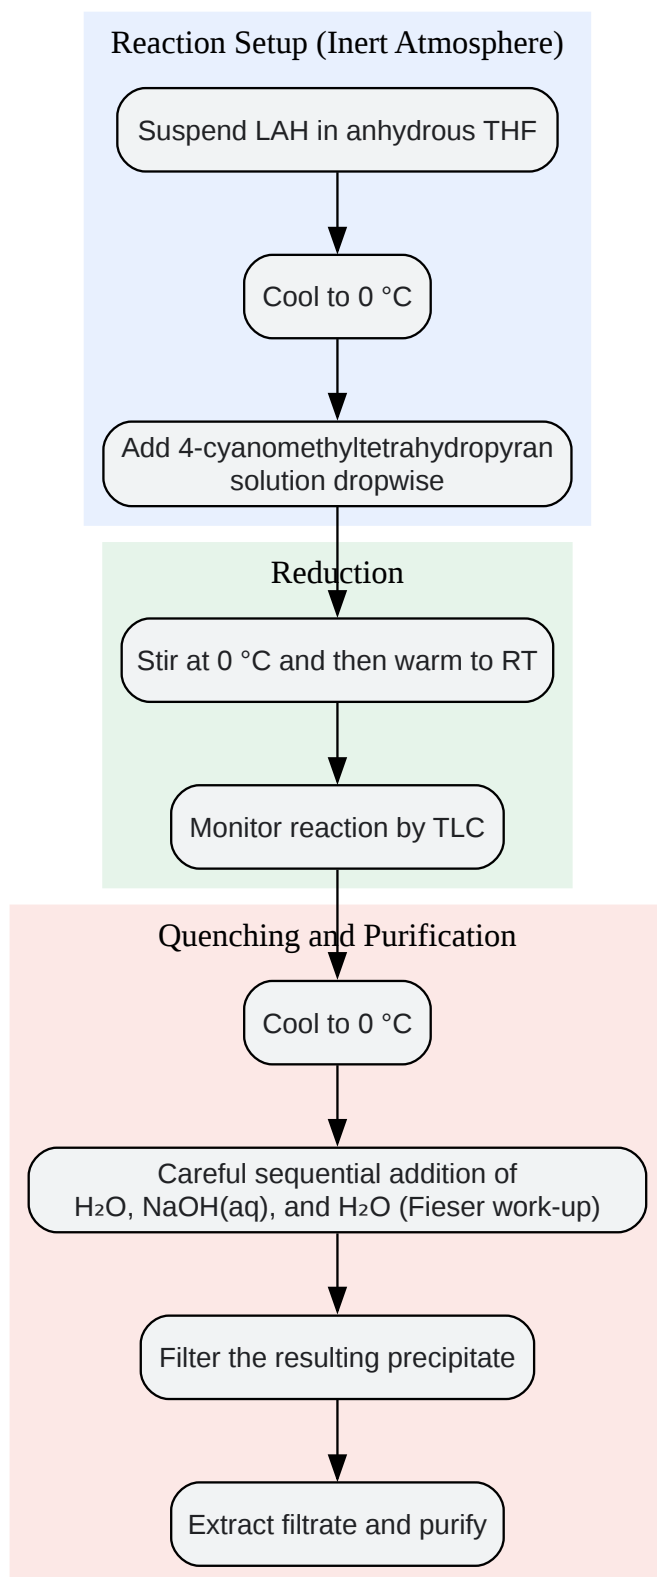 Reaction Setup (Inert Atmosphere)
Suspend LAH in anhydrous THF
Cool to 0 °C
Add 4-cyanomethyltetrahydropyran
solution dropwise
Reduction
Stir at 0 °C and then warm to RT
Monitor reaction by TLC
Quenching and Purification
Cool to 0 °C
Careful sequential addition of
H₂O, NaOH(aq), and H₂O (Fieser work-up)
Filter the resulting precipitate
Extract filtrate and purify